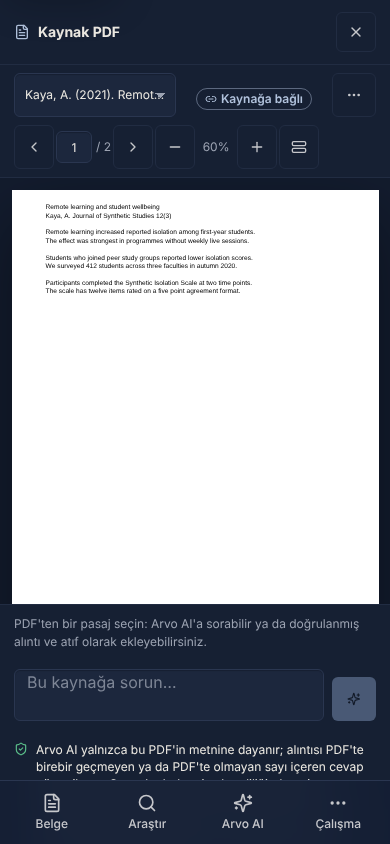 Kaynak PDF
Kaya, A. (2021). Remot...
Kaynağa bağlı
1 / 2
60%
Remote learning and student wellbeing
Kaya, A. Journal of Synthetic Studies 12(3)
Remote learning increased reported isolation among first-year students.
The effect was strongest in programmes without weekly live sessions.
Students who joined peer study groups reported lower isolation scores.
We surveyed 412 students across three faculties in autumn 2020.
Participants completed the Synthetic Isolation Scale at two time points.
The scale has twelve items rated on a five point agreement format.
PDF'ten bir pasaj seçin: Arvo AI'a sorabilir ya da doğrulanmış
alıntı ve atıf olarak ekleyebilirsiniz.
Bu kaynağa sorun...
Arvo AI yalnızca bu PDF'in metnine dayanır; alıntısı PDF'te
birebir geçmeyen ya da PDF'te olmayan sayı içeren cevap
Belge
Araştır
Arvo AI
Çalışma